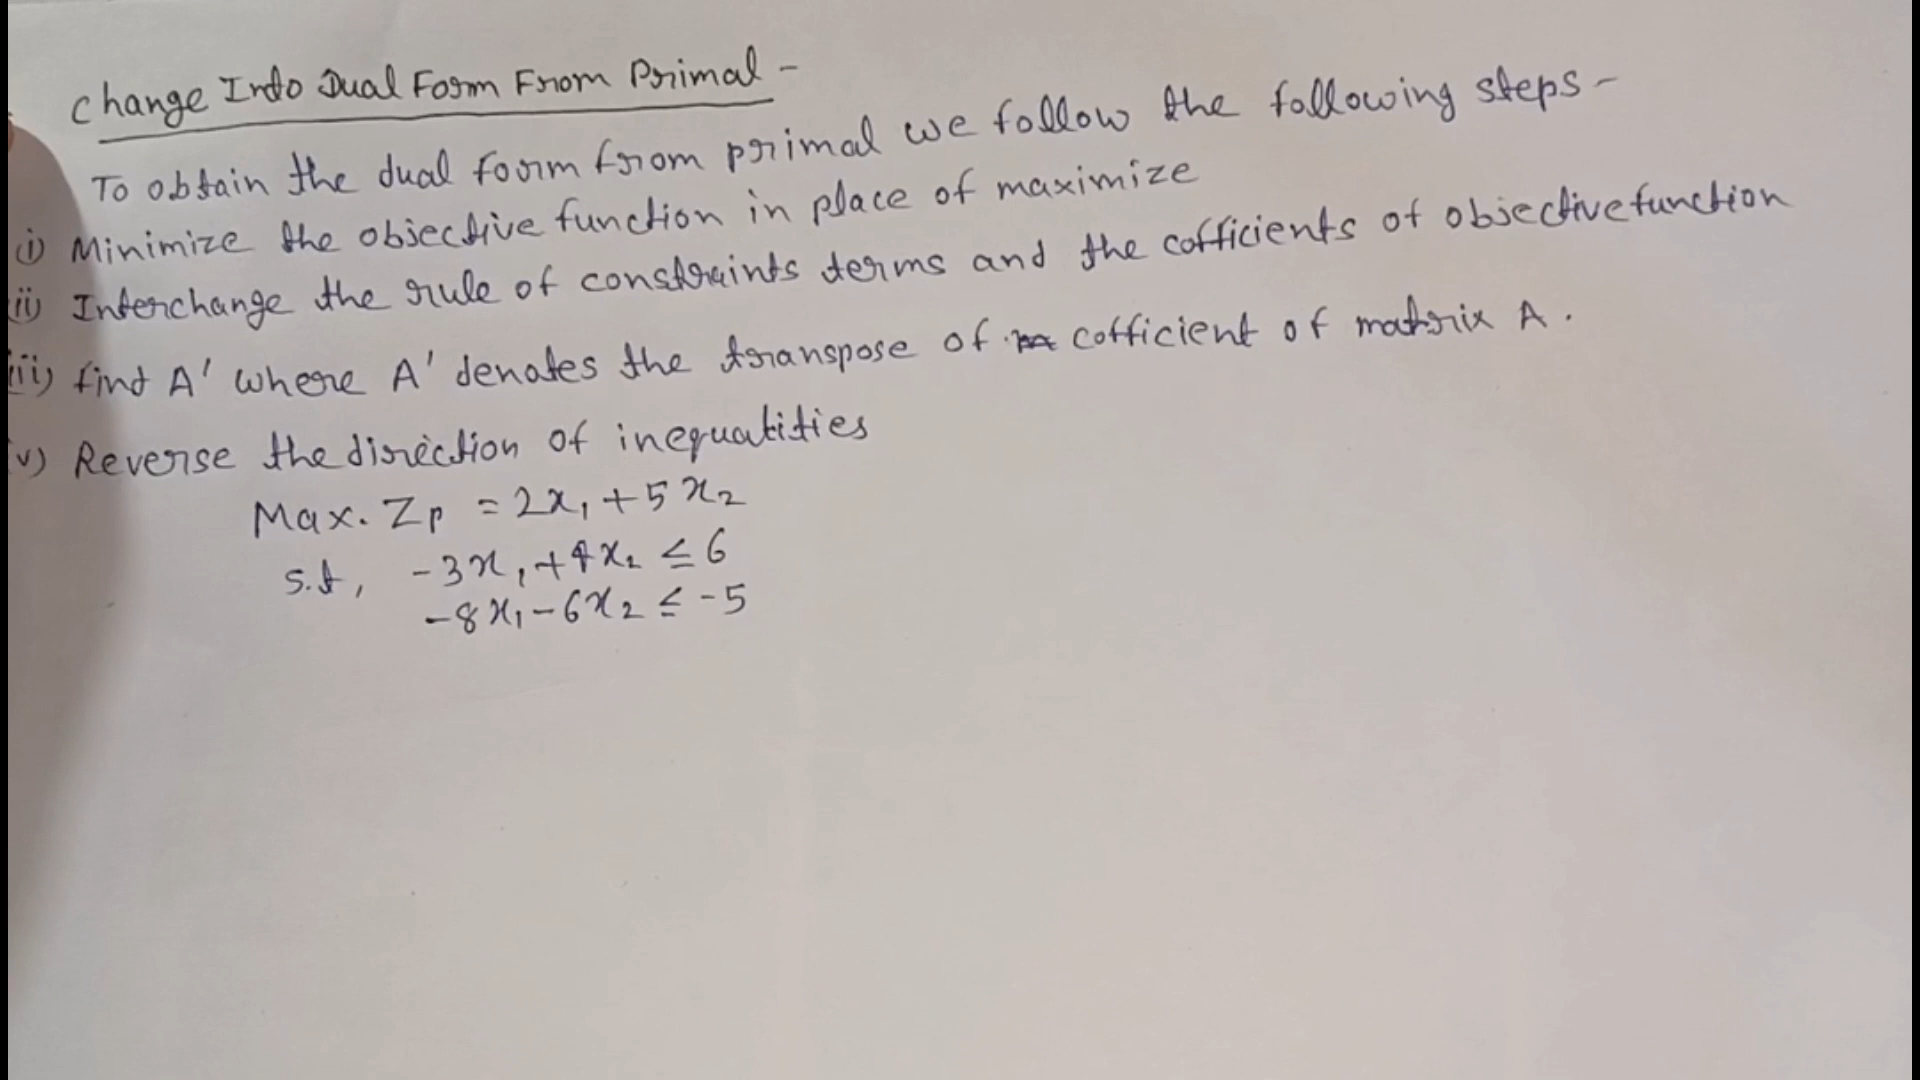 Change Into Dual Form From Primal -
To obtain the dual form from primal we follow the following steps -
i) Minimize the objective function in place of maximize
ii) Interchange the rule of constraints terms and the cofficients of objective function
iii) find A' where A' denotes the transpose of cofficient of matrix A.
v) Reverse the direction of inequalities
Max. Zp = 2x₁ + 5x₂
s.t, -3x₁ + 4x₂ ≤ 6
-8x₁ - 6x₂ ≤ -5